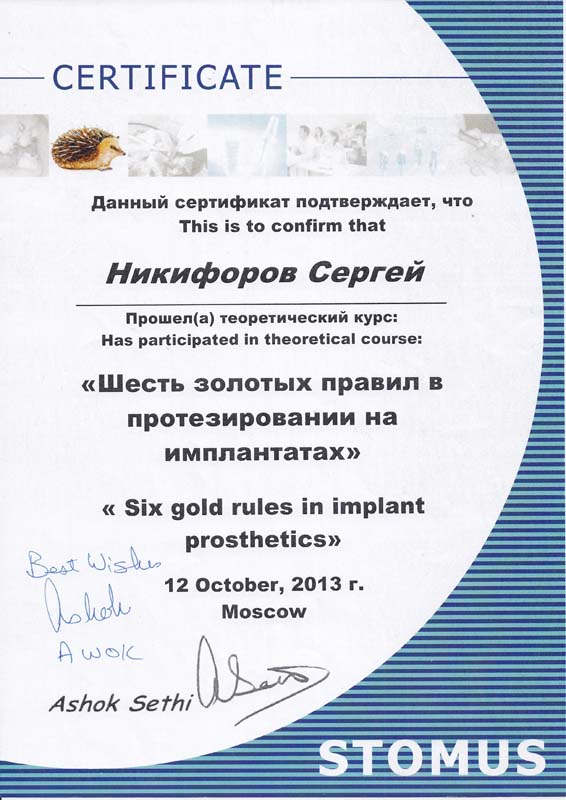 CERTIFICATE
Данный сертификат подтверждает, что
This is to confirm that
Никифоров Сергей
Прошел(а) теоретический курс:
Has participated in theoretical course:
«Шесть золотых правил в
протезировании на
имплантатах»
« Six gold rules in implant
prosthetics»
12 October, 2013 г.
Moscow
Best Wishes
Ashok
Ashok Sethi
STOMUS